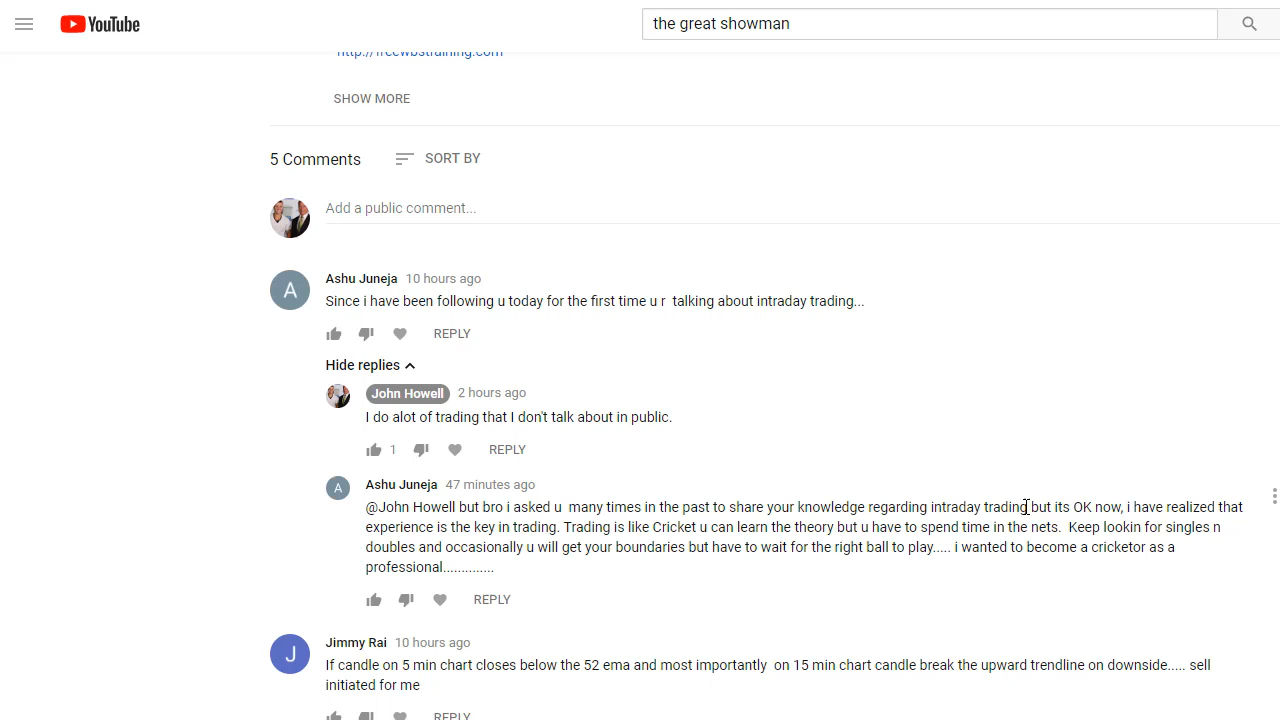 YouTube
the great showman
http://freewbstraining.com
SHOW MORE
5 Comments
SORT BY
Add a public comment...
A
Ashu Juneja 10 hours ago
Since i have been following u today for the first time u r  talking about intraday trading...
REPLY
Hide replies
John Howell 2 hours ago
I do alot of trading that I don't talk about in public.
1
REPLY
A
Ashu Juneja 47 minutes ago
@John Howell but bro i asked u  many times in the past to share your knowledge regarding intraday trading but its OK now, i have realized that
experience is the key in trading. Trading is like Cricket u can learn the theory but u have to spend time in the nets.  Keep lookin for singles n
doubles and occasionally u will get your boundaries but have to wait for the right ball to play..... i wanted to become a cricketor as a
professional..............
REPLY
J
Jimmy Rai 10 hours ago
If candle on 5 min chart closes below the 52 ema and most importantly  on 15 min chart candle break the upward trendline on downside..... sell
initiated for me
REPLY